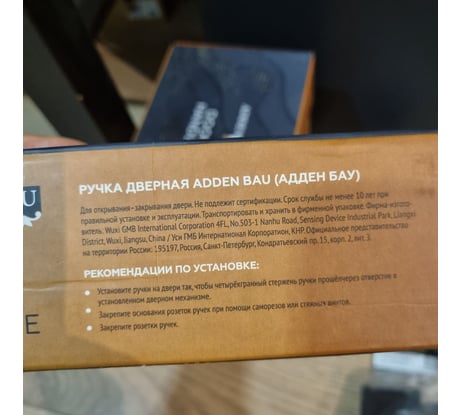 РУЧКА ДВЕРНАЯ ADDEN BAU (АДДЕН БАУ)
Для открывания–закрывания двери. Не подлежит сертификации. Срок службы не менее 10 лет при
правильной установке и эксплуатации. Транспортировать и хранить в фирменной упаковке. Фирма-изгото-
витель: Wuxi GMB International Corporation 4FL, No.503-1 Nanhu Road, Sensing Device Industrial Park, Liangxi
District, Wuxi, Jiangsu, China / Уси ГМБ Интернатионал Корпоратион, КНР. Официальный представитель
на территории России: 195197, Россия, Санкт-Петербург, Кондратьевский пр. 15, корп. 2, лит. З.
РЕКОМЕНДАЦИИ ПО УСТАНОВКЕ:
• Установите ручки на двери так, чтобы четырёхгранный стержень ручки прошёл через отверстие в
установленном дверном механизме.
• Закрепите основания розеток ручек при помощи саморезов или стяжных винтов.
• Закрепите розетки ручек.
U
E